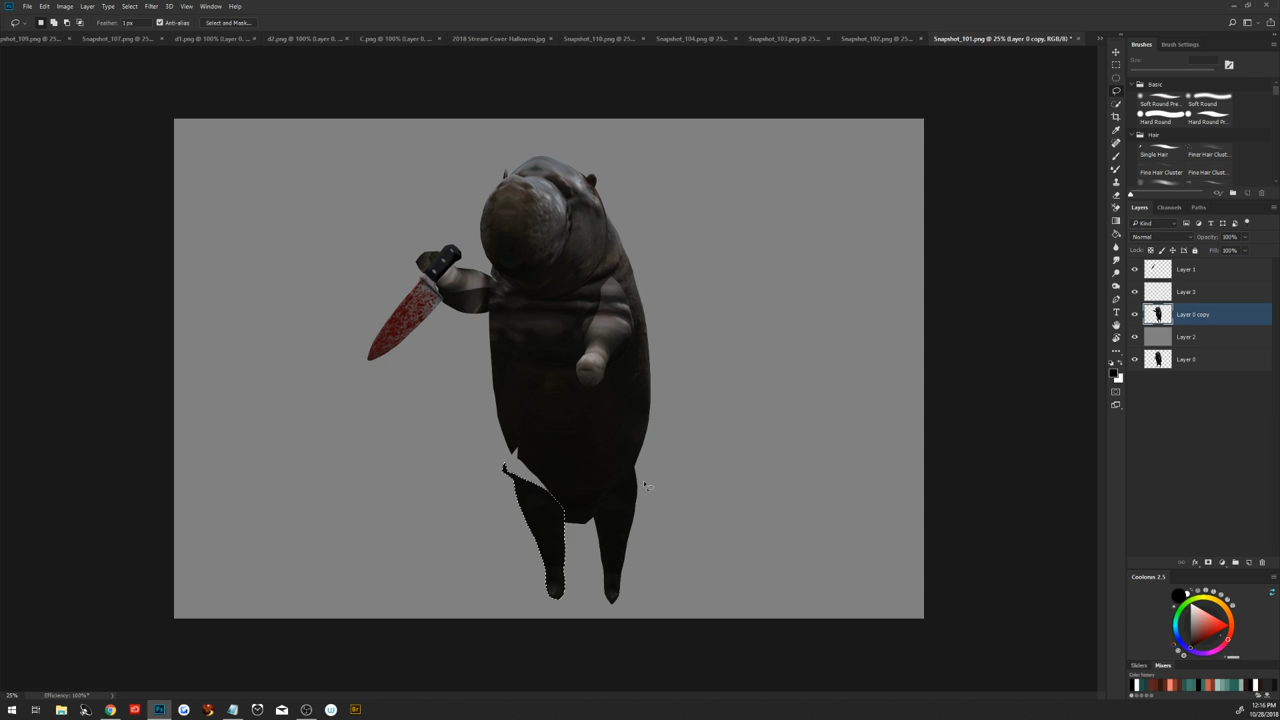 File Edit Image Layer Type Select Filter 3D View Window Help
Feather: 1 px Anti-alias Select and Mask...
pshot_109.png @ 25... × Snapshot_107.png @ 25... × d1.png @ 100% (Layer 0, ... × d2.png @ 100% (Layer 0, ... × C.png @ 100% (Layer 0, ... × 2018 Stream Cover Hallowen.jpg × Snapshot_110.png @ 25%... × Snapshot_104.png @ 25%... × Snapshot_103.png @ 25%... × Snapshot_102.png @ 25%... × Snapshot_101.png @ 25% (Layer 0 copy, RGB/8) * ×
Brushes Brush Settings
Size:
Basic
Soft Round Pre... Soft Round
Hard Round Hard Round Pr...
Hair
Single Hair Finer Hair Clust...
Fine Hair Cluster Fine Hair Clust...
Layers Channels Paths
Kind
Normal Opacity: 100%
Lock: Fill: 100%
Layer 1
Layer 3
Layer 0 copy
Layer 2
Layer 0
Coolorus 2.5
Sliders Mixers
Color history
25% Efficiency: 100%*
12:16 PM
10/28/2018